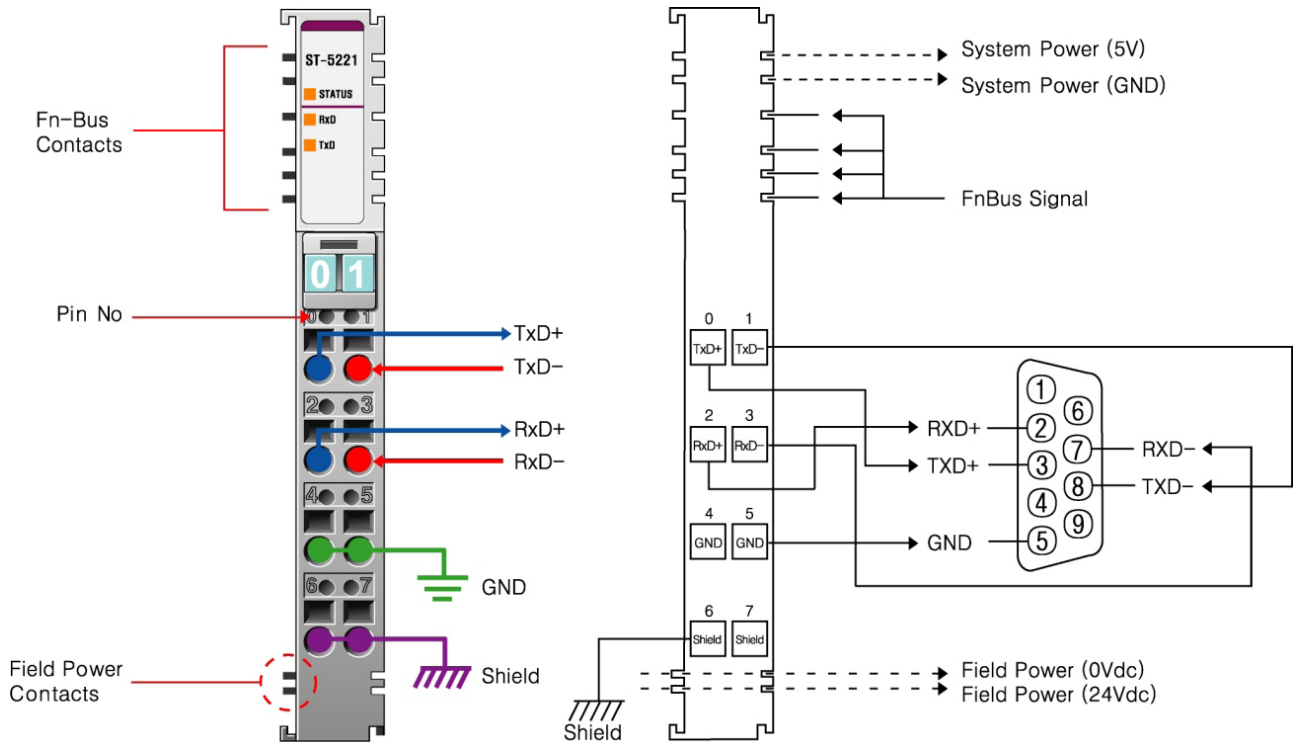 ST-5221
STATUS
RxD
TxD
Fn-Bus
Contacts
01
Pin No
0 1
TxD+
TxD-
2 3
RxD+
RxD-
4 5
GND
6 7
Shield
Field Power
Contacts
System Power (5V)
System Power (GND)
FnBus Signal
0 1
TxD+ TxD-
2 3
RxD+ RxD-
4 5
GND GND
6 7
Shield Shield
Shield
RXD+
TXD+
GND
1
2
3
4
5
6
7
8
9
RXD-
TXD-
Field Power (0Vdc)
Field Power (24Vdc)